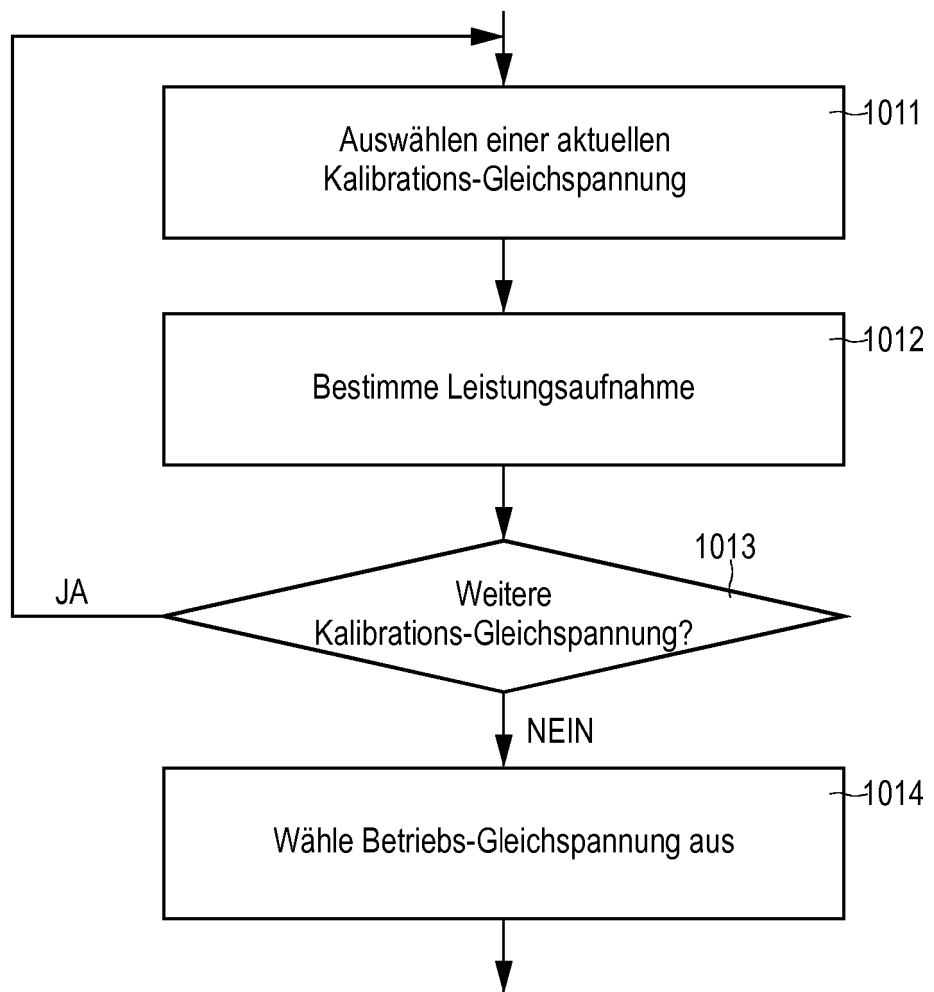 1011
Auswählen einer aktuellen
Kalibrations-Gleichspannung
1012
Bestimme Leistungsaufnahme
1013
JA
Weitere
Kalibrations-Gleichspannung?
NEIN
1014
Wähle Betriebs-Gleichspannung aus